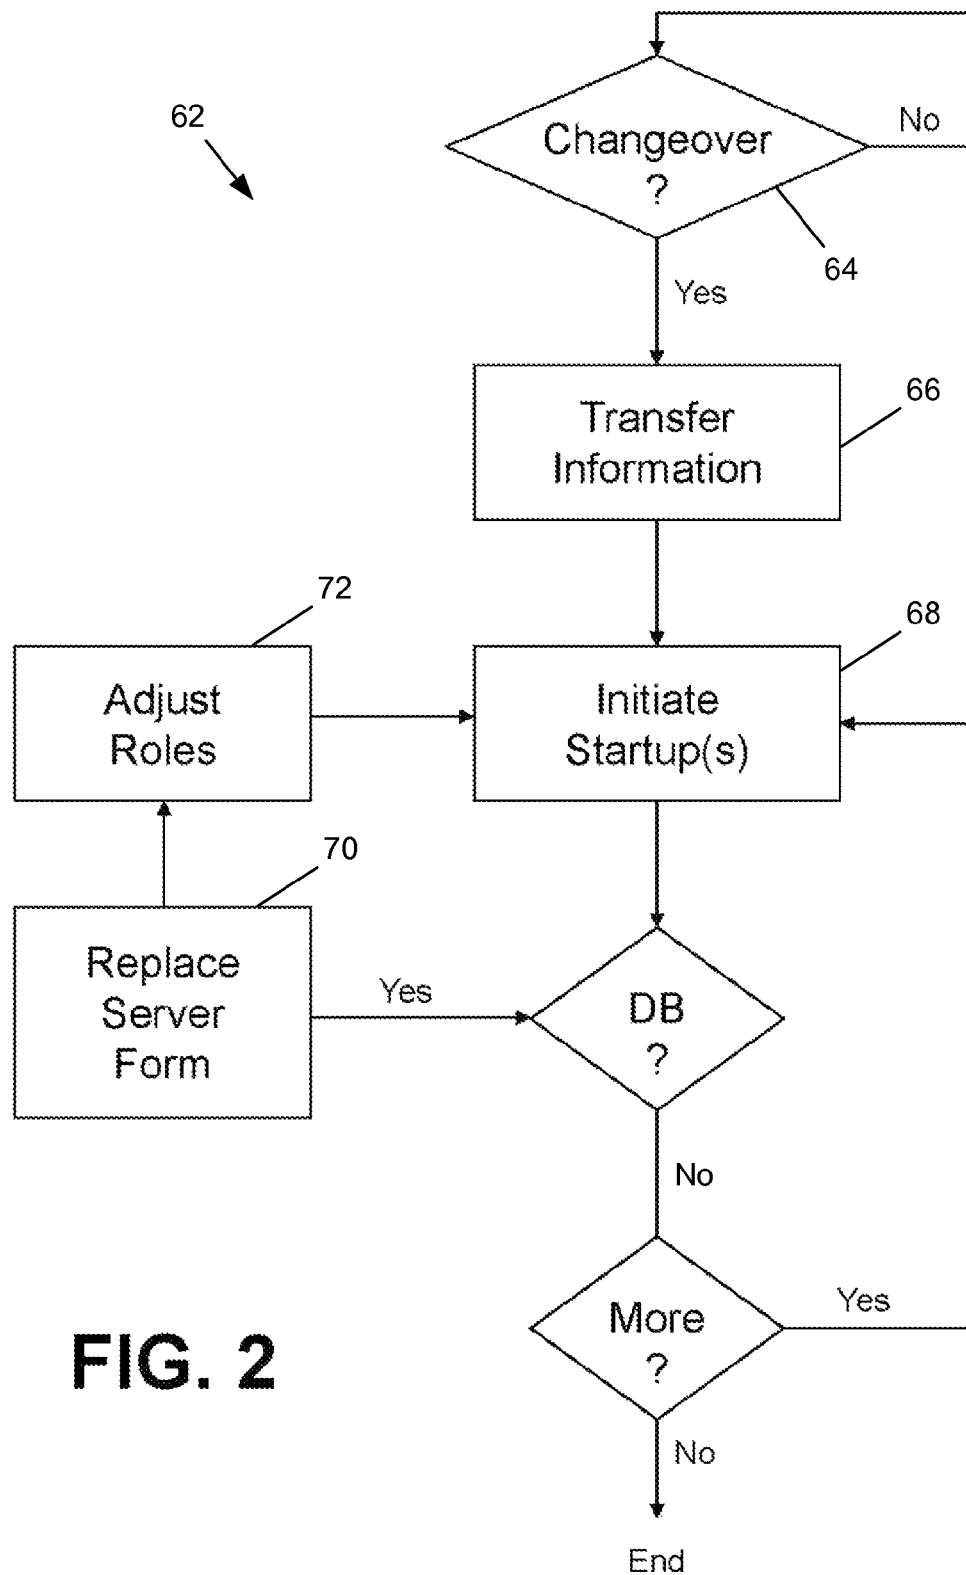 62
Changeover
?
No
64
Yes
Transfer
Information
66
72
68
Adjust
Roles
Initiate
Startup(s)
70
Replace
Server
Form
Yes
DB
?
No
More
?
Yes
FIG. 2
No
End